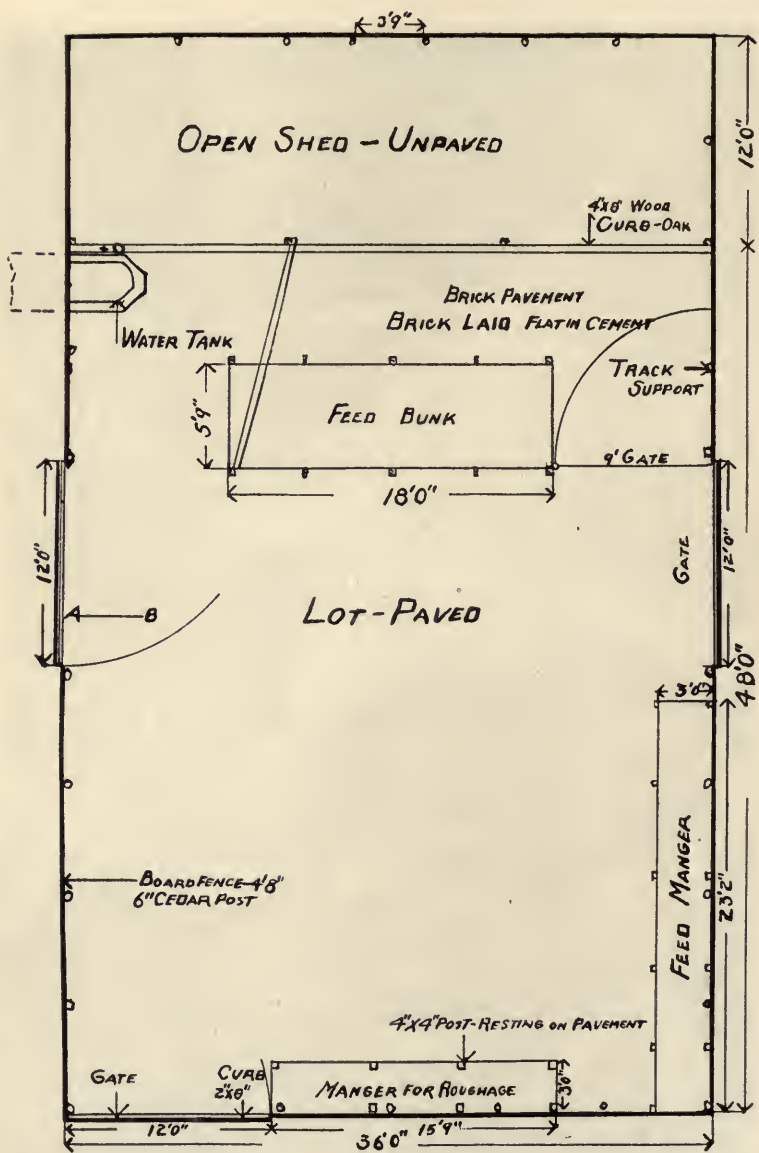 3'9"
OPEN SHED - UNPAVED
12'0"
4"X8" WOOD
CURB-OAK
BRICK PAVEMENT
BRICK LAID FLAT IN CEMENT
WATER TANK
TRACK
SUPPORT
5'9"
FEED BUNK
9' GATE
18'0"
12'0"
GATE
12'0"
A
B
LOT-PAVED
48'0"
3'0"
BOARD FENCE-4'8"
6" CEDAR POST
FEED MANGER
23'2"
4"X4" POST-RESTING ON PAVEMENT
GATE
CURB
2"X8"
MANGER FOR ROUGHAGE
3'0"
12'0"
15'9"
36'0"